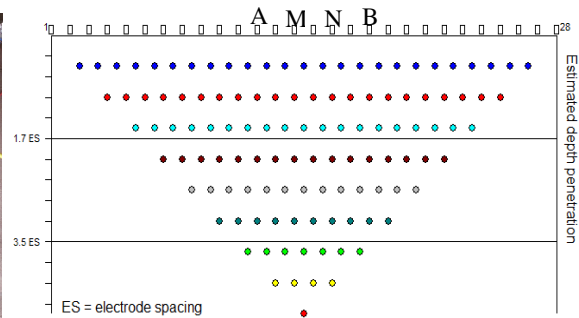 A M N B
1 28
1.7 ES
3.5 ES
ES = electrode spacing
Estimated depth penetration